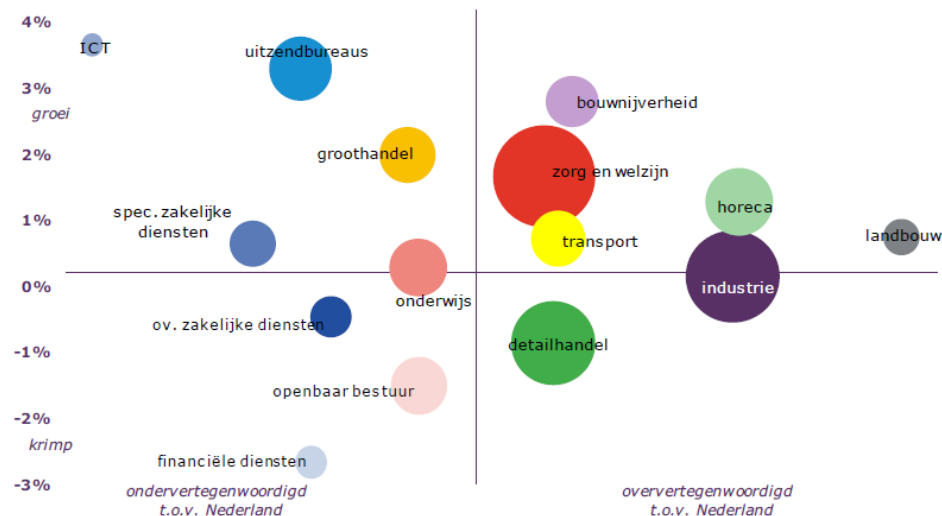 4%
ICT
uitzendbureaus
3%
groei
bouwnijverheid
2%
groothandel
zorg en welzijn
1%
spec. zakelijke
diensten
horeca
transport
landbouw
0%
onderwijs
industrie
-1%
ov. zakelijke diensten
detailhandel
openbaar bestuur
-2%
krimp
financiële diensten
-3%
ondervertegenwoordigd
t.o.v. Nederland
oververtegenwoordigd
t.o.v. Nederland